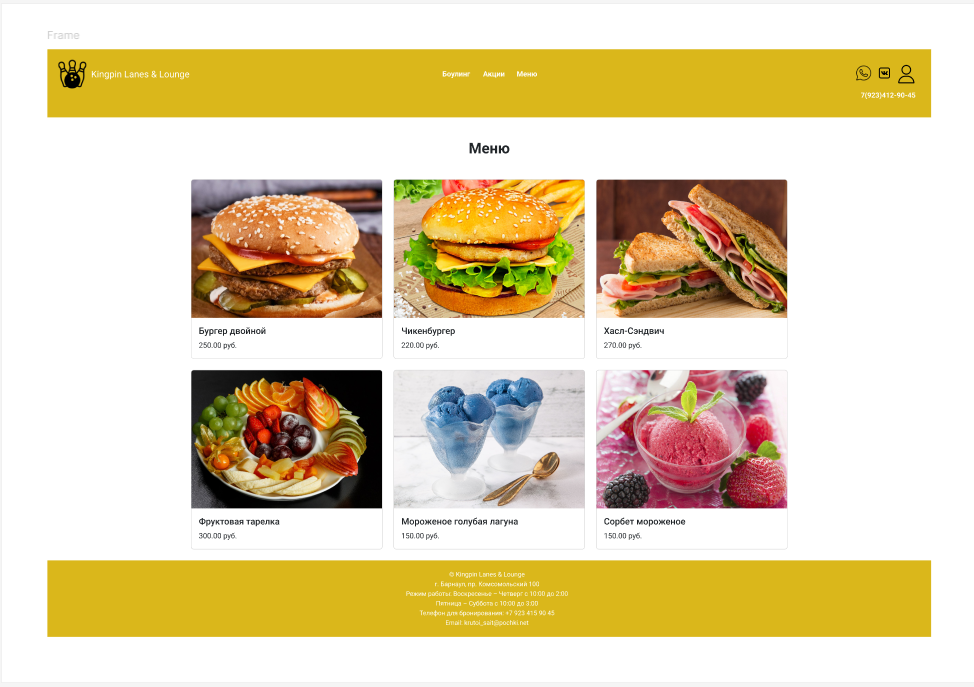 Frame
Kingpin Lanes & Lounge
Боулинг Акции Меню
7(923)412-90-45
Меню
Бургер двойной
250.00 руб.
Чикенбургер
220.00 руб.
Хасл-Сэндвич
270.00 руб.
Фруктовая тарелка
300.00 руб.
Мороженое голубая лагуна
150.00 руб.
Сорбет мороженое
150.00 руб.
© Kingpin Lanes & Lounge
г. Барнаул, пр. Комсомольский 100
Режим работы: Воскресенье – Четверг с 10:00 до 2:00
Пятница – Суббота с 10:00 до 3:00
Телефон для бронирования: +7 923 415 90 45
Email: krutoi_sait@pochki.net